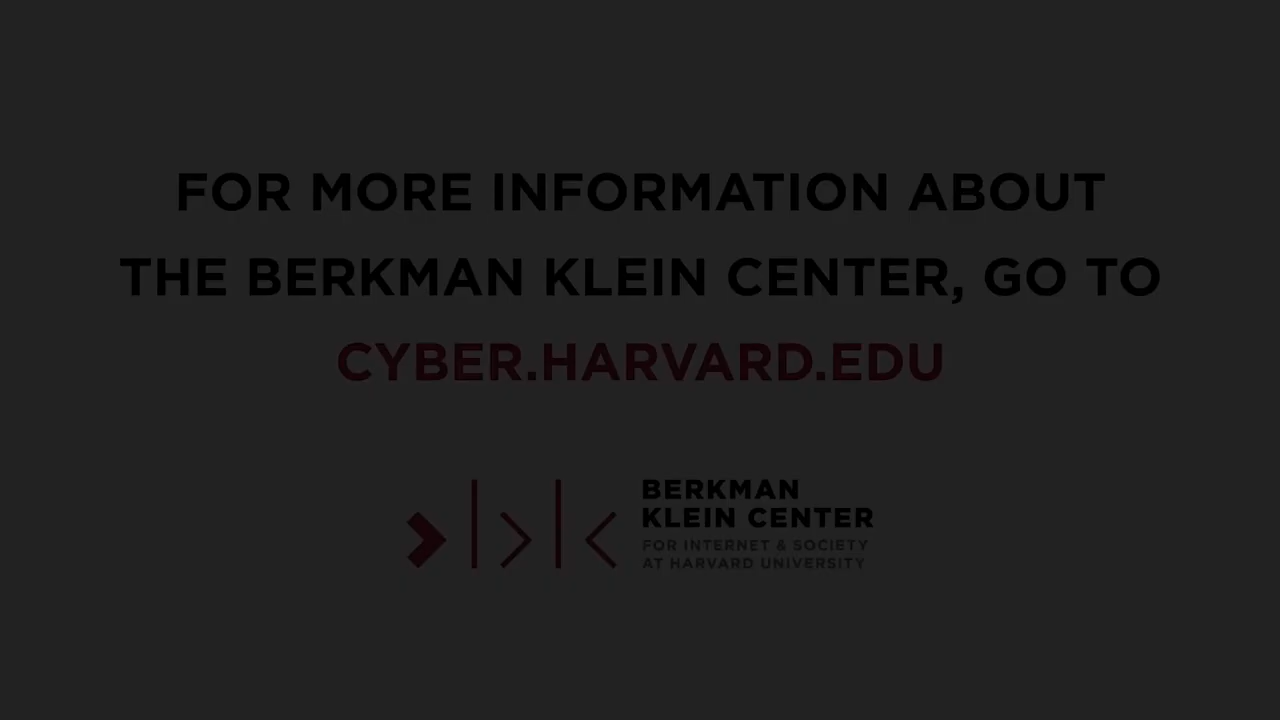 FOR MORE INFORMATION ABOUT
THE BERKMAN KLEIN CENTER, GO TO
CYBER.HARVARD.EDU
BERKMAN
KLEIN CENTER
FOR INTERNET & SOCIETY
AT HARVARD UNIVERSITY